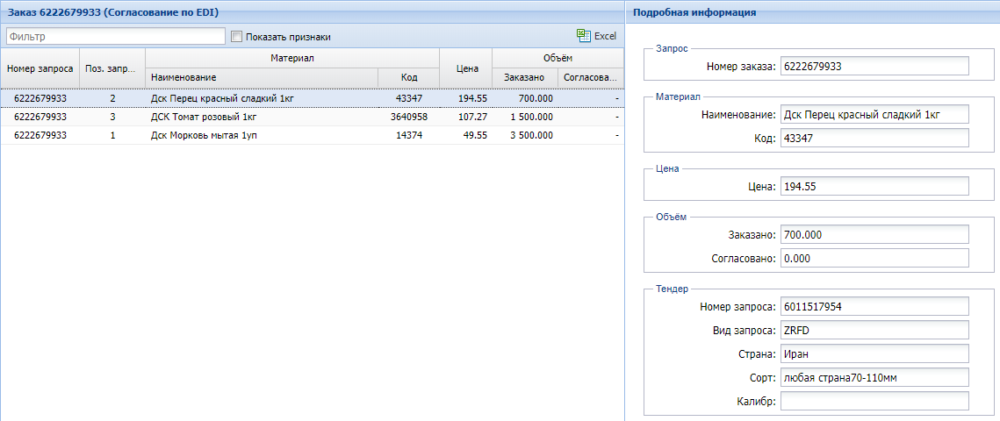 Заказ 6222679933 (Согласование по EDI)
Фильтр
Показать признаки
Excel
Номер запроса Поз. запр... Материал Цена Объём
Наименование Код Заказано Согласова...
6222679933 2 Дск Перец красный сладкий 1кг 43347 194.55 700.000 -
6222679933 3 ДСК Томат розовый 1кг 3640958 107.27 1 500.000 -
6222679933 1 Дск Морковь мытая 1уп 14374 49.55 3 500.000 -
Подробная информация
Запрос
Номер заказа: 6222679933
Материал
Наименование: Дск Перец красный сладкий 1кг
Код: 43347
Цена
Цена: 194.55
Объём
Заказано: 700.000
Согласовано: 0.000
Тендер
Номер запроса: 6011517954
Вид запроса: ZRFD
Страна: Иран
Сорт: любая страна70-110мм
Калибр: